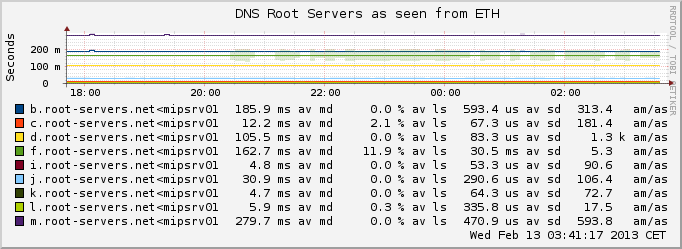 DNS Root Servers as seen from ETH
RRDTOOL / TOBI OETIKER
Seconds
200 m
100 m
0
18:00 20:00 22:00 00:00 02:00
b.root-servers.net<mipsrv01 185.9 ms av md 0.0 % av ls 593.4 us av sd 313.4 am/as
c.root-servers.net<mipsrv01 12.2 ms av md 2.1 % av ls 67.3 us av sd 181.4 am/as
d.root-servers.net<mipsrv01 105.5 ms av md 0.0 % av ls 83.3 us av sd 1.3 k am/as
f.root-servers.net<mipsrv01 162.7 ms av md 11.9 % av ls 30.5 ms av sd 5.3 am/as
i.root-servers.net<mipsrv01 4.8 ms av md 0.0 % av ls 53.3 us av sd 90.6 am/as
j.root-servers.net<mipsrv01 30.9 ms av md 0.0 % av ls 290.6 us av sd 106.4 am/as
k.root-servers.net<mipsrv01 4.7 ms av md 0.0 % av ls 64.3 us av sd 72.7 am/as
l.root-servers.net<mipsrv01 5.9 ms av md 0.3 % av ls 335.8 us av sd 17.5 am/as
m.root-servers.net<mipsrv01 279.7 ms av md 0.0 % av ls 470.9 us av sd 593.8 am/as
Wed Feb 13 03:41:17 2013 CET